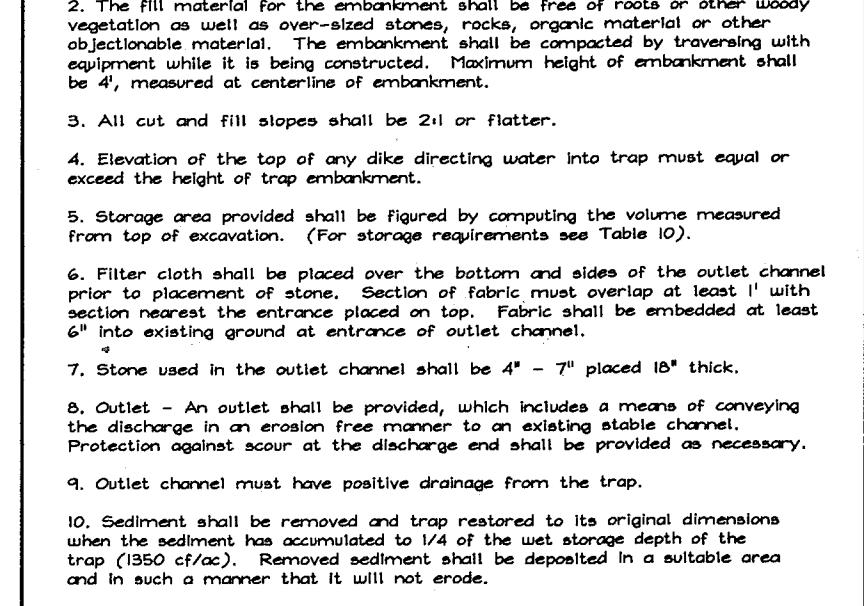 2. The fill material for the embankment shall be free of roots or other woody
vegetation as well as over-sized stones, rocks, organic material or other
objectionable material. The embankment shall be compacted by traversing with
equipment while it is being constructed. Maximum height of embankment shall
be 4', measured at centerline of embankment.
3. All cut and fill slopes shall be 2:1 or flatter.
4. Elevation of the top of any dike directing water into trap must equal or
exceed the height of trap embankment.
5. Storage area provided shall be figured by computing the volume measured
from top of excavation. (For storage requirements see Table 10).
6. Filter cloth shall be placed over the bottom and sides of the outlet channel
prior to placement of stone. Section of fabric must overlap at least 1' with
section nearest the entrance placed on top. Fabric shall be embedded at least
6" into existing ground at entrance of outlet channel.
7. Stone used in the outlet channel shall be 4" - 7" placed 18" thick.
8. Outlet - An outlet shall be provided, which includes a means of conveying
the discharge in an erosion free manner to an existing stable channel.
Protection against scour at the discharge end shall be provided as necessary.
9. Outlet channel must have positive drainage from the trap.
10. Sediment shall be removed and trap restored to its original dimensions
when the sediment has accumulated to 1/4 of the wet storage depth of the
trap (1350 cf/ac). Removed sediment shall be deposited in a suitable area
and in such a manner that it will not erode.